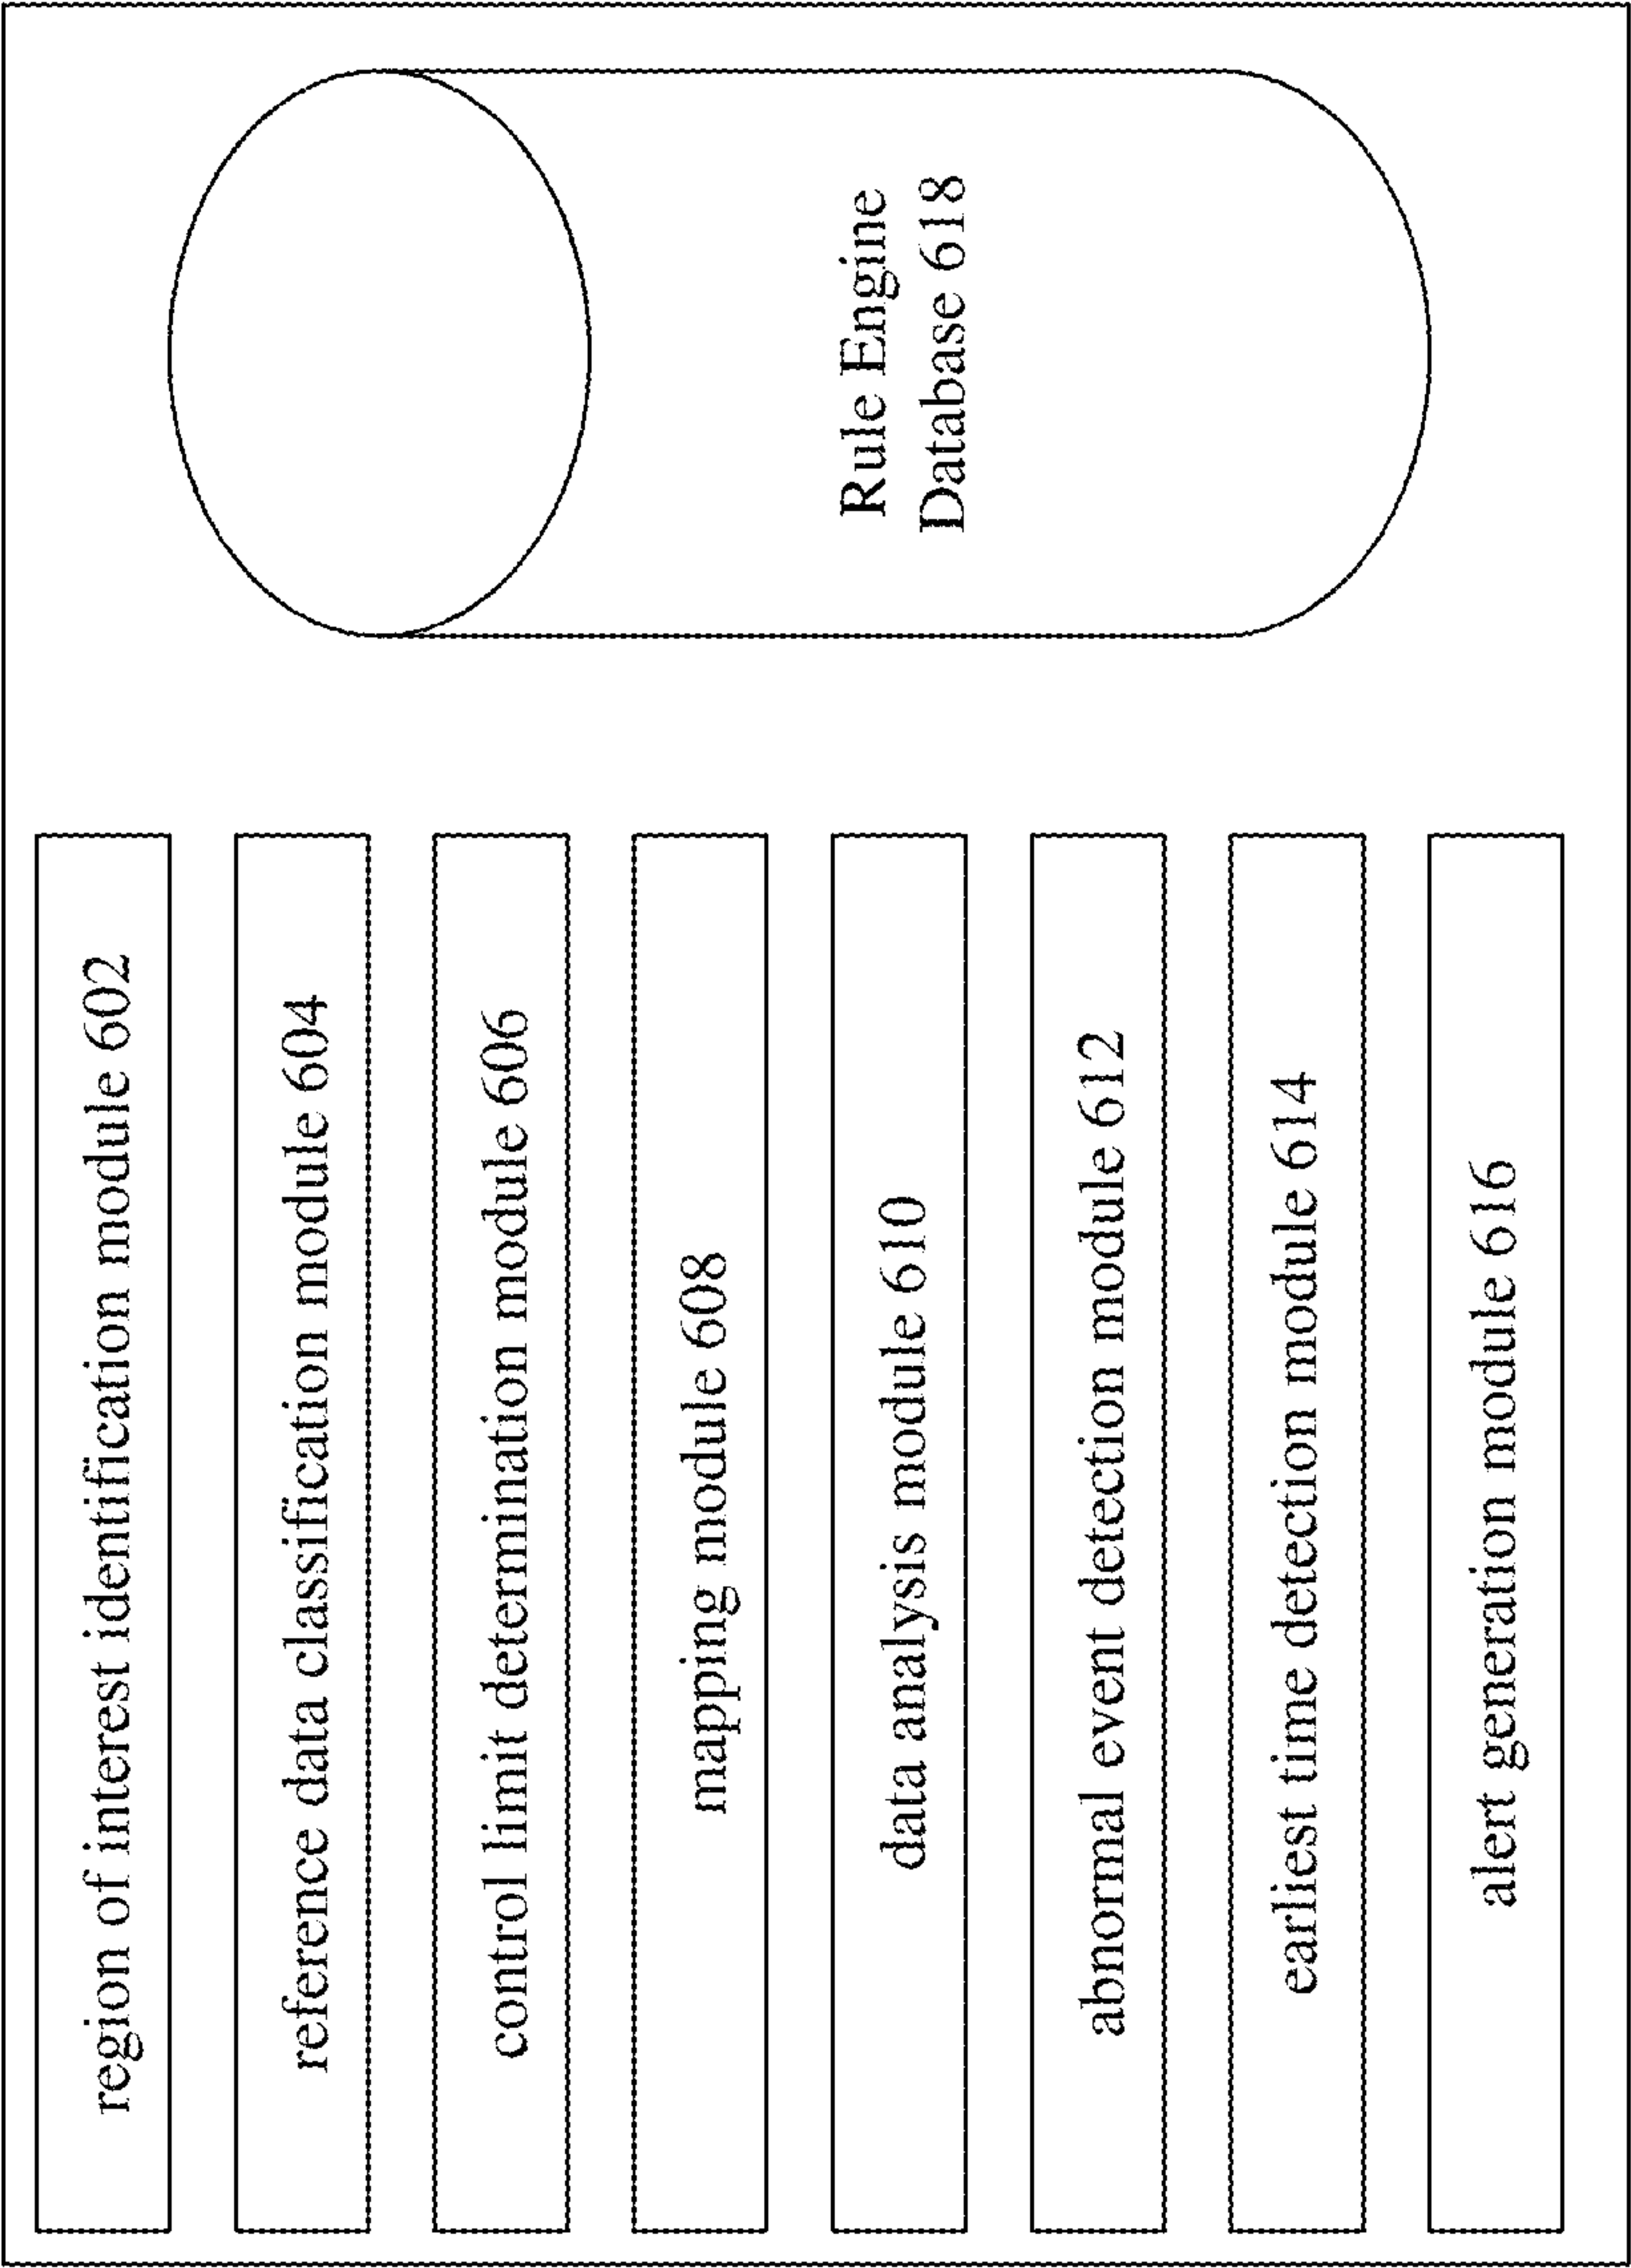 region of interest identification module 602
reference data classification module 604
control limit determination module 606
mapping module 608
data analysis module 610
abnormal event detection module 612
earliest time detection module 614
alert generation module 616
Rule Engine
Database 618